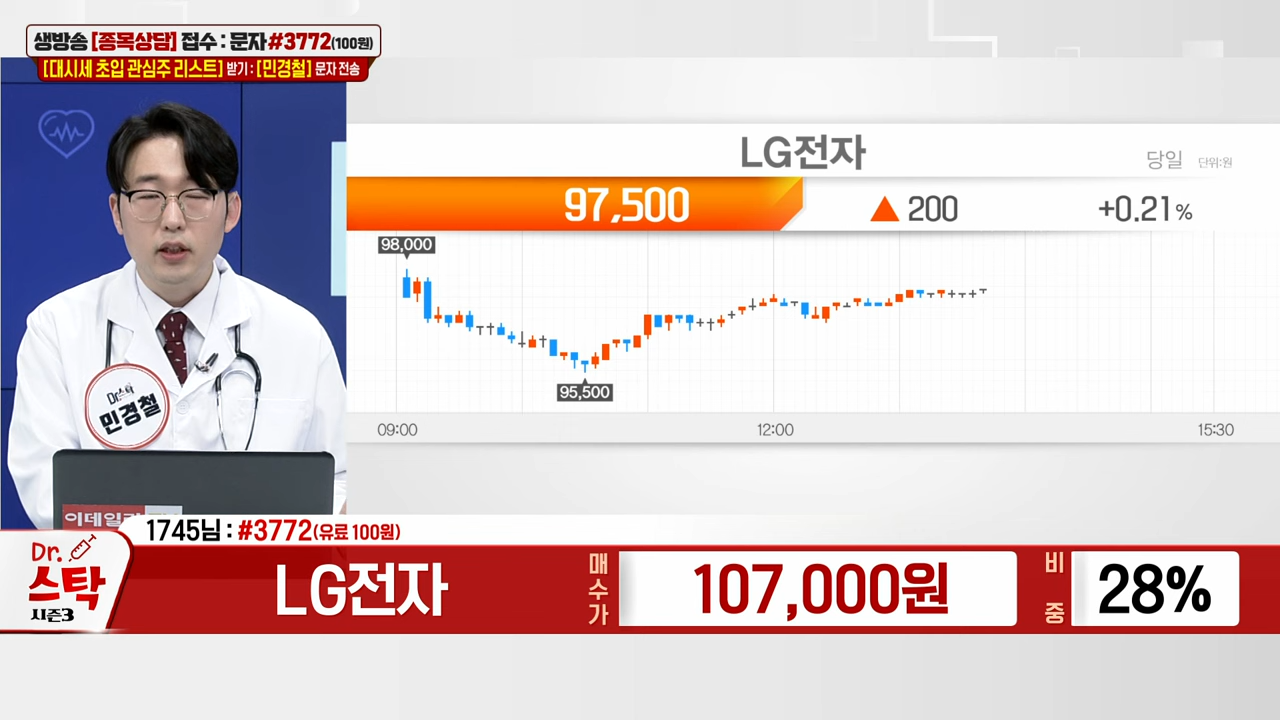 생방송 [종목상담] 접수 : 문자#3772(100원)
[대시세 초입 관심주 리스트] 받기 : [민경철] 문자 전송
LG전자
당일 단위:원
97,500 ▲ 200 +0.21%
98,000
95,500
09:00 12:00 15:30
Dr.스탁
민경철
이데일리
1745님 : #3772(유료 100원)
Dr.
스탁
시즌3
LG전자 매수가 107,000원 비중 28%